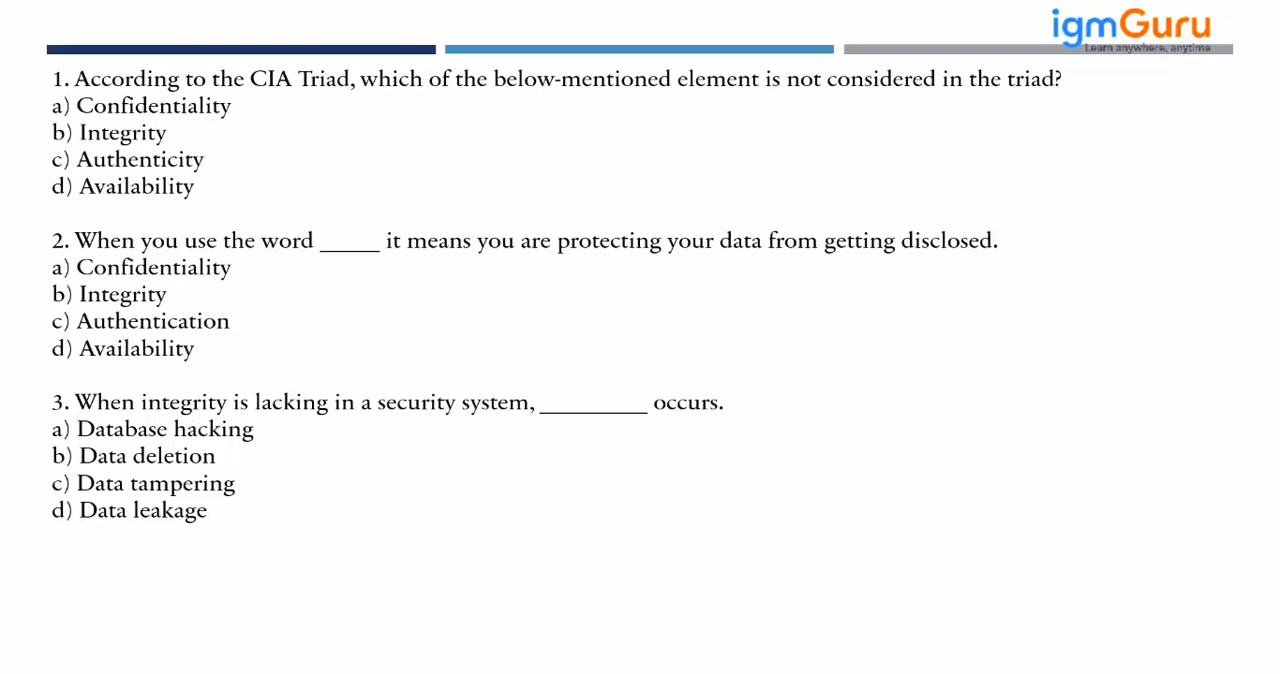 igmGuru
Learn anywhere, anytime
1. According to the CIA Triad, which of the below-mentioned element is not considered in the triad?
a) Confidentiality
b) Integrity
c) Authenticity
d) Availability
2. When you use the word _____ it means you are protecting your data from getting disclosed.
a) Confidentiality
b) Integrity
c) Authentication
d) Availability
3. When integrity is lacking in a security system, _________ occurs.
a) Database hacking
b) Data deletion
c) Data tampering
d) Data leakage